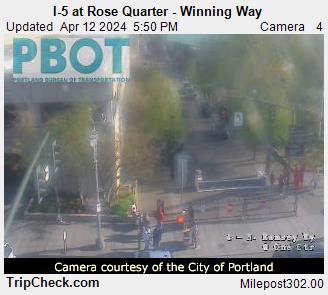 I-5 at Rose Quarter - Winning Way
Updated Apr 12 2024 5:50 PM Camera 4
PBOT
PORTLAND BUREAU OF TRANSPORTATION
Camera courtesy of the City of Portland
TripCheck.com Milepost302.00